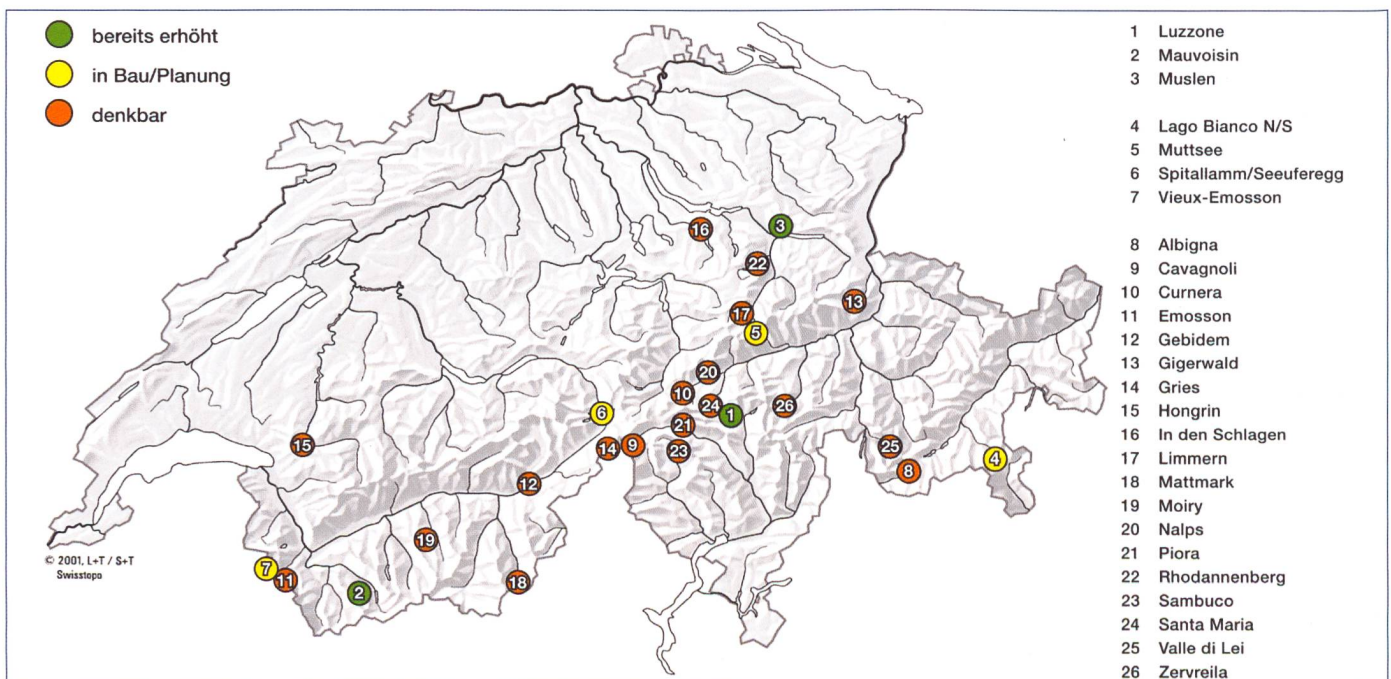 bereits erhöht
in Bau/Planung
denkbar
1 Luzzone
2 Mauvoisin
3 Muslen
4 Lago Bianco N/S
5 Muttsee
6 Spitallamm/Seeuferegg
7 Vieux-Emosson
8 Albigna
9 Cavagnoli
10 Curnera
11 Emosson
12 Gebidem
13 Gigerwald
14 Gries
15 Hongrin
16 In den Schlagen
17 Limmern
18 Mattmark
19 Moiry
20 Nalps
21 Piora
22 Rhodannenberg
23 Sambuco
24 Santa Maria
25 Valle di Lei
26 Zervreila
16
3
22
13
17
5
20
10
24
1
26
6
21
15
14
9
23
25
8
4
12
19
7
11
2
18
© 2001, L+T / S+T
Swisstopo